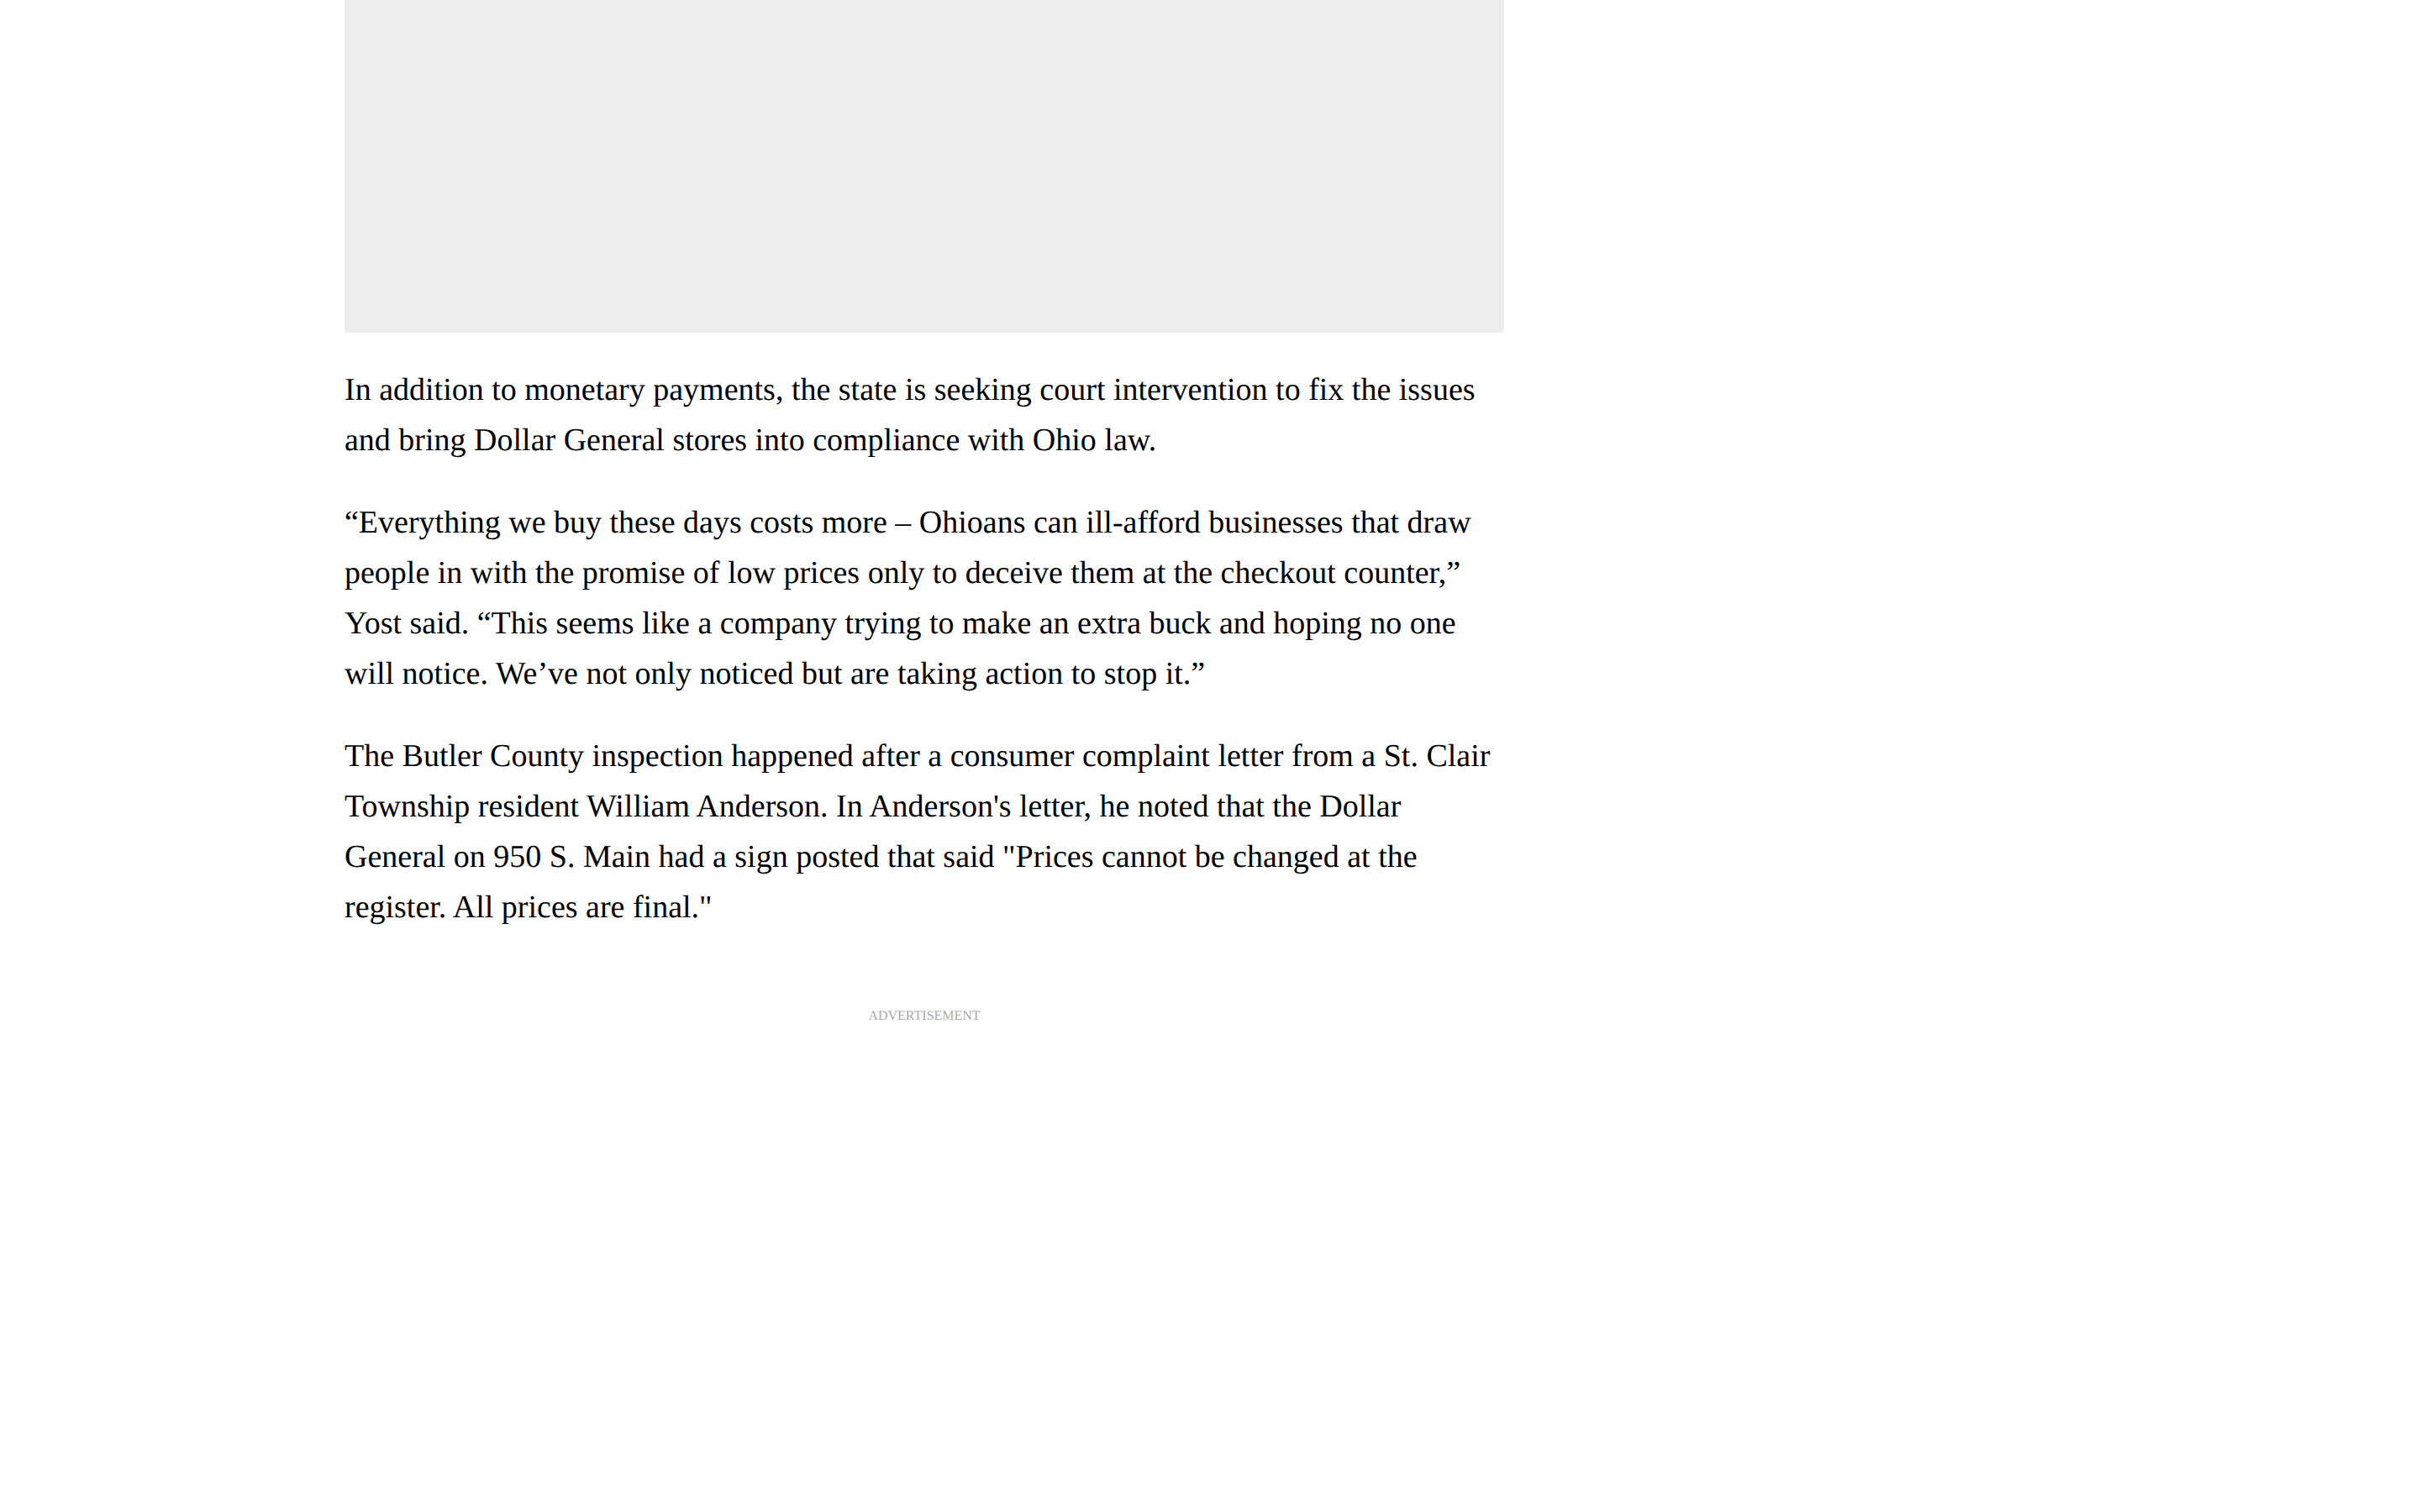 In addition to monetary payments, the state is seeking court intervention to fix the issues
and bring Dollar General stores into compliance with Ohio law.
“Everything we buy these days costs more – Ohioans can ill-afford businesses that draw
people in with the promise of low prices only to deceive them at the checkout counter,”
Yost said. “This seems like a company trying to make an extra buck and hoping no one
will notice. We’ve not only noticed but are taking action to stop it.”
The Butler County inspection happened after a consumer complaint letter from a St. Clair
Township resident William Anderson. In Anderson's letter, he noted that the Dollar
General on 950 S. Main had a sign posted that said "Prices cannot be changed at the
register. All prices are final."
ADVERTISEMENT